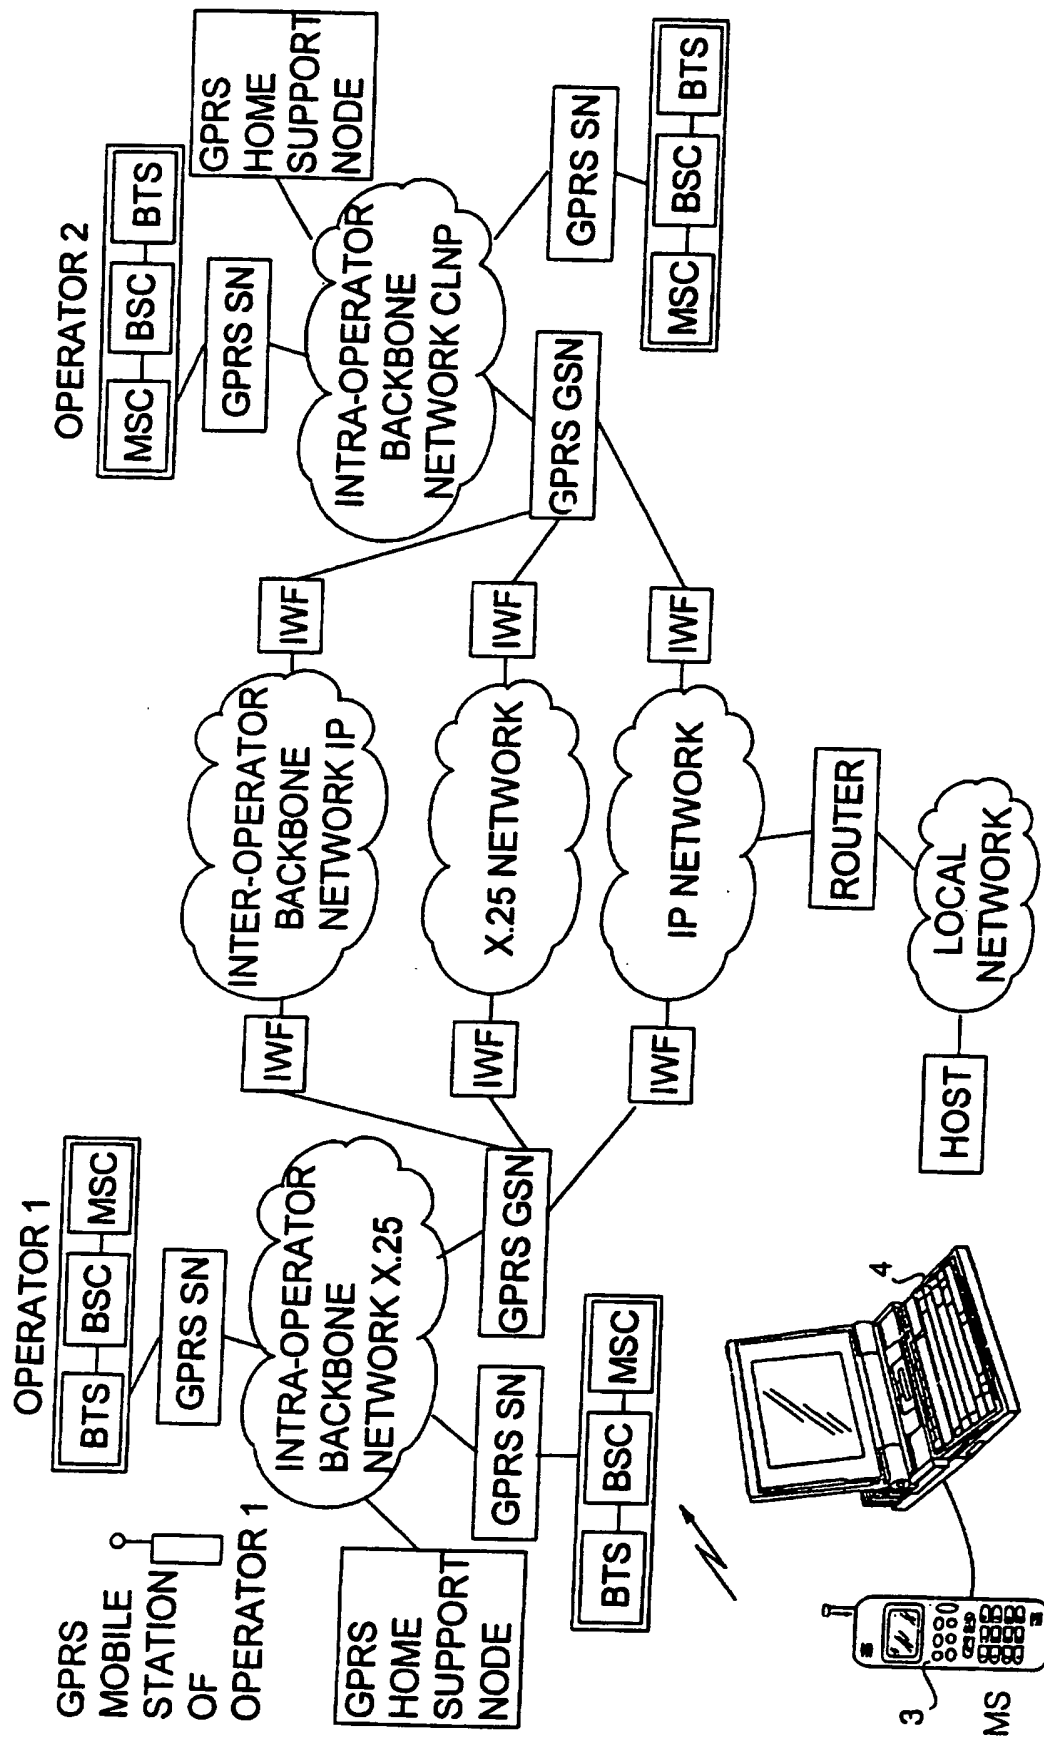 OPERATOR 1
BTS
BSC
MSC
GPRS SN
GPRS
MOBILE
STATION
OF
OPERATOR 1
INTRA-OPERATOR
BACKBONE
NETWORK X.25
GPRS
HOME
SUPPORT
NODE
GPRS SN
BTS
BSC
MSC
GPRS GSN
IWF
IWF
IWF
INTER-OPERATOR
BACKBONE
NETWORK IP
X.25 NETWORK
IP NETWORK
IWF
IWF
IWF
ROUTER
LOCAL
NETWORK
HOST
OPERATOR 2
MSC
BSC
BTS
GPRS SN
GPRS
HOME
SUPPORT
NODE
INTRA-OPERATOR
BACKBONE
NETWORK CLNP
GPRS GSN
GPRS SN
MSC
BSC
BTS
3
MS
4